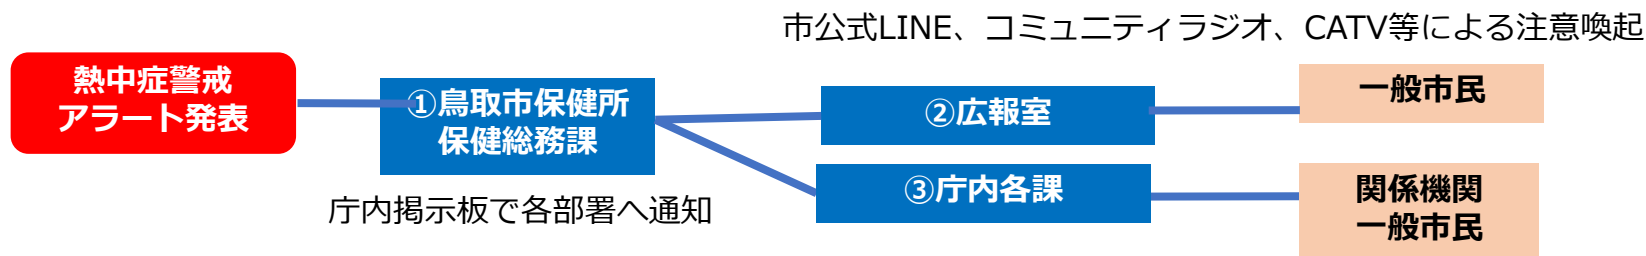 市公式LINE、コミュニティラジオ、CATV等による注意喚起
熱中症警戒
アラート発表
①鳥取市保健所
保健総務課
庁内掲示板で各部署へ通知
②広報室
③庁内各課
一般市民
関係機関
一般市民